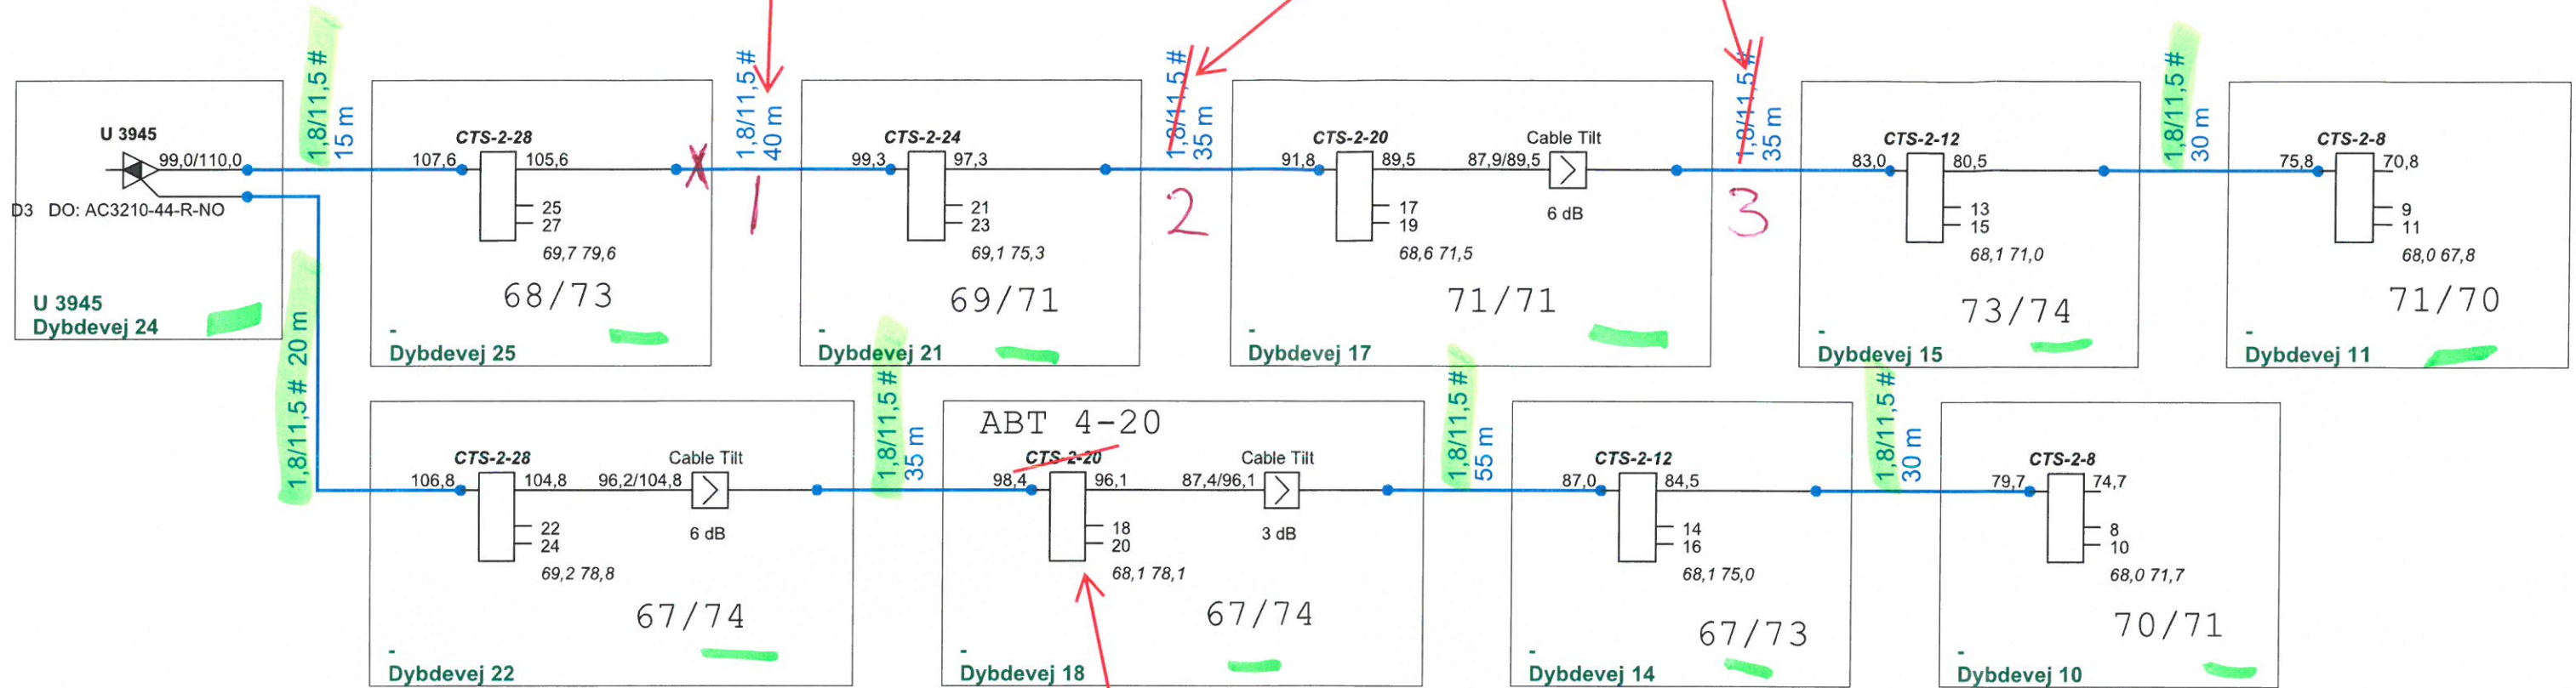 U 3945
99,0/110,0
D3 DO: AC3210-44-R-NO
U 3945
Dybdevej 24
1,8/11,5 #
15 m
CTS-2-28
107,6
105,6
25
27
69,7 79,6
68/73
-
Dybdevej 25
X
1,8/11,5 #
40 m
1
CTS-2-24
99,3
97,3
21
23
69,1 75,3
69/71
-
Dybdevej 21
1,8/11,5 #
35 m
2
CTS-2-20
91,8
89,5
87,9/89,5
Cable Tilt
6 dB
17
19
68,6 71,5
71/71
-
Dybdevej 17
1,8/11,5 #
35 m
3
CTS-2-12
83,0
80,5
13
15
68,1 71,0
73/74
-
Dybdevej 15
1,8/11,5 #
30 m
CTS-2-8
75,8
70,8
9
11
68,0 67,8
71/70
-
Dybdevej 11
1,8/11,5 # 20 m
CTS-2-28
106,8
104,8
96,2/104,8
Cable Tilt
6 dB
22
24
69,2 78,8
67/74
-
Dybdevej 22
1,8/11,5 #
35 m
ABT 4-20
CTS-2-20
98,4
96,1
87,4/96,1
Cable Tilt
3 dB
18
20
68,1 78,1
67/74
-
Dybdevej 18
1,8/11,5 #
55 m
CTS-2-12
87,0
84,5
14
16
68,1 75,0
67/73
-
Dybdevej 14
1,8/11,5 #
30 m
CTS-2-8
79,7
74,7
8
10
68,0 71,7
70/71
-
Dybdevej 10